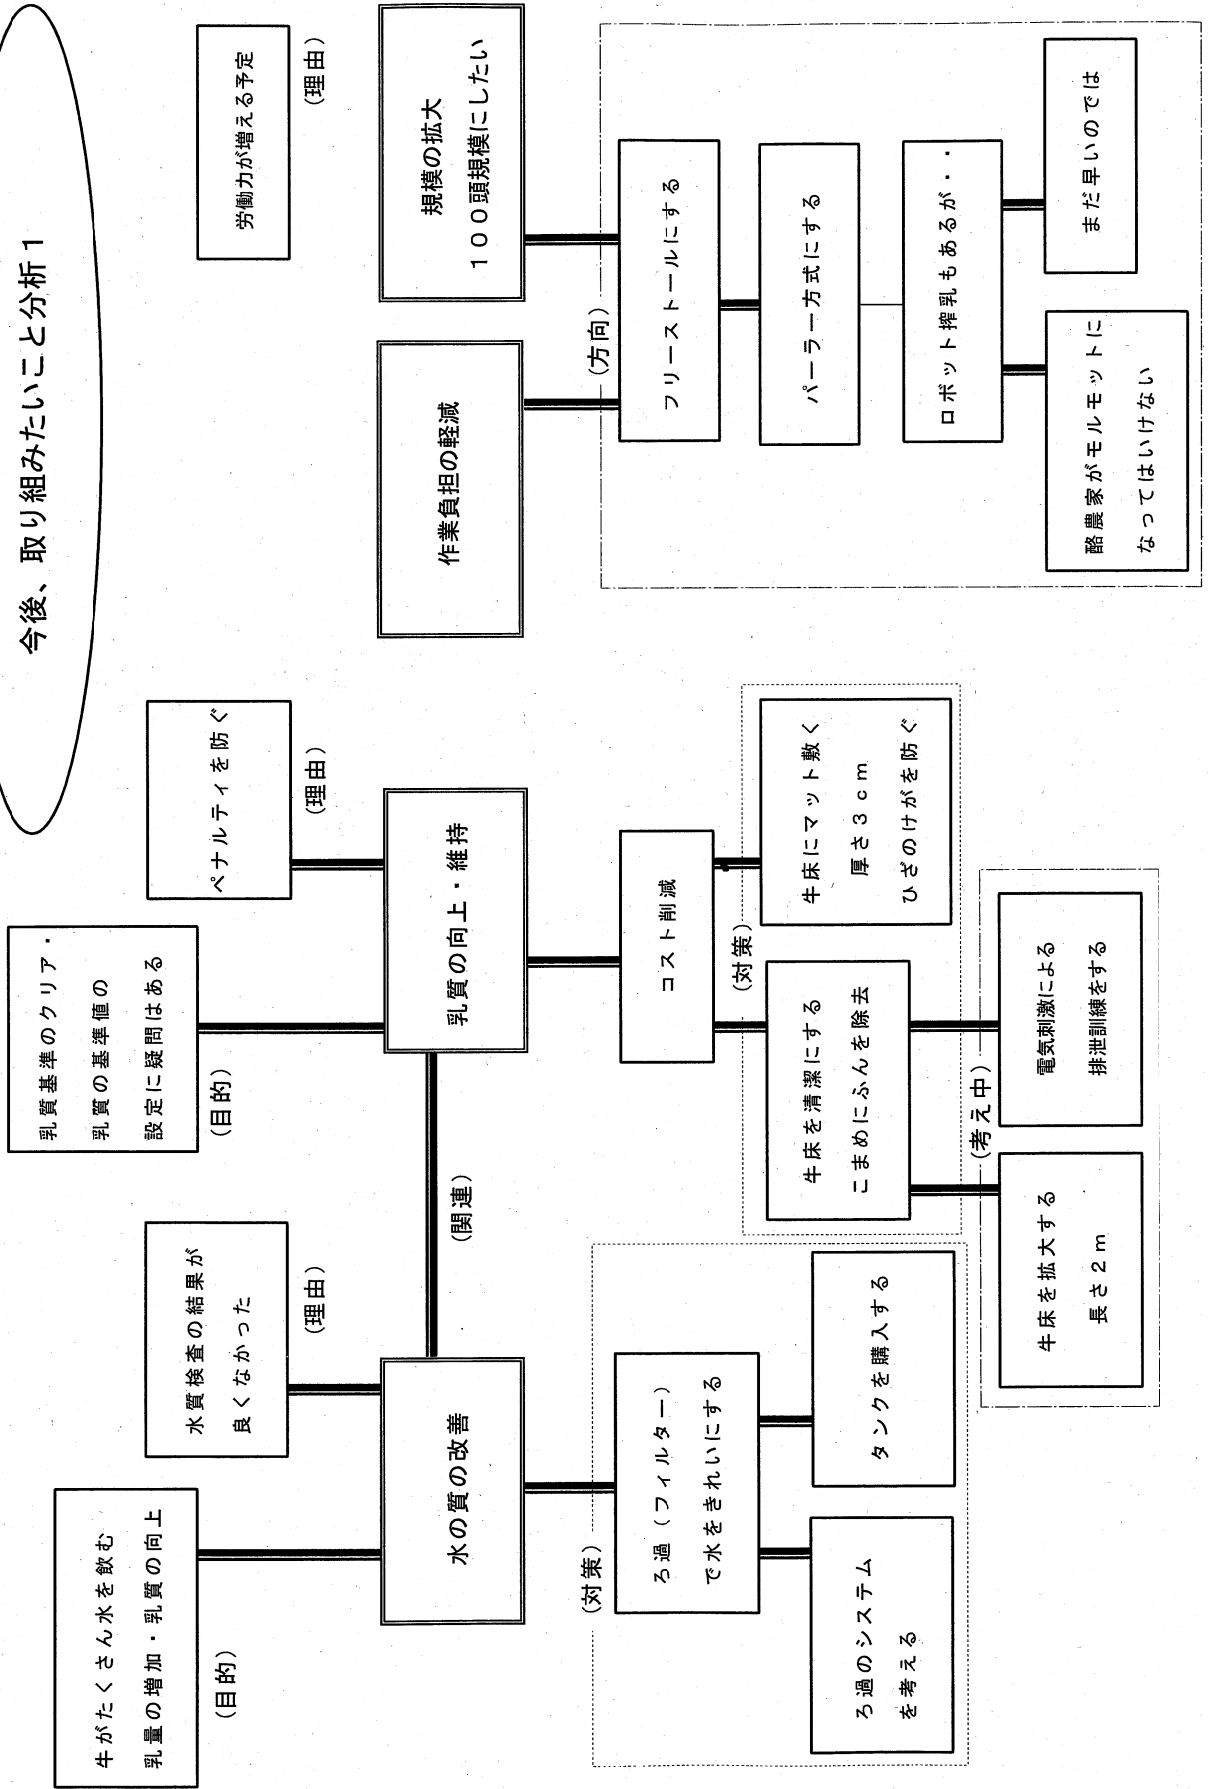 今後、取り組みたいこと分析1
牛がたくさん水を飲む
乳量の増加・乳質の向上
(目的)
水質検査の結果が
良くなかった
(理由)
乳質基準のクリア・
乳質の基準値の
設定に疑問はある
(目的)
ペナルティを防ぐ
(理由)
労働力が増える予定
(理由)
水の質の改善
(関連)
乳質の向上・維持
作業負担の軽減
規模の拡大
100頭規模にしたい
(対策)
ろ過(フィルター)
で水をきれいにする
ろ過のシステム
を考える
タンクを購入する
コスト削減
(対策)
牛床を清潔にする
こまめにふんを除去
牛床にマット敷く
厚さ3cm
ひざのけがを防ぐ
(考え中)
牛床を拡大する
長さ2m
電気刺激による
排泄訓練をする
(方向)
フリーストールにする
パーラー方式にする
ロボット搾乳もあるが・・
酪農家がモルモットに
なってはいけない
まだ早いのでは